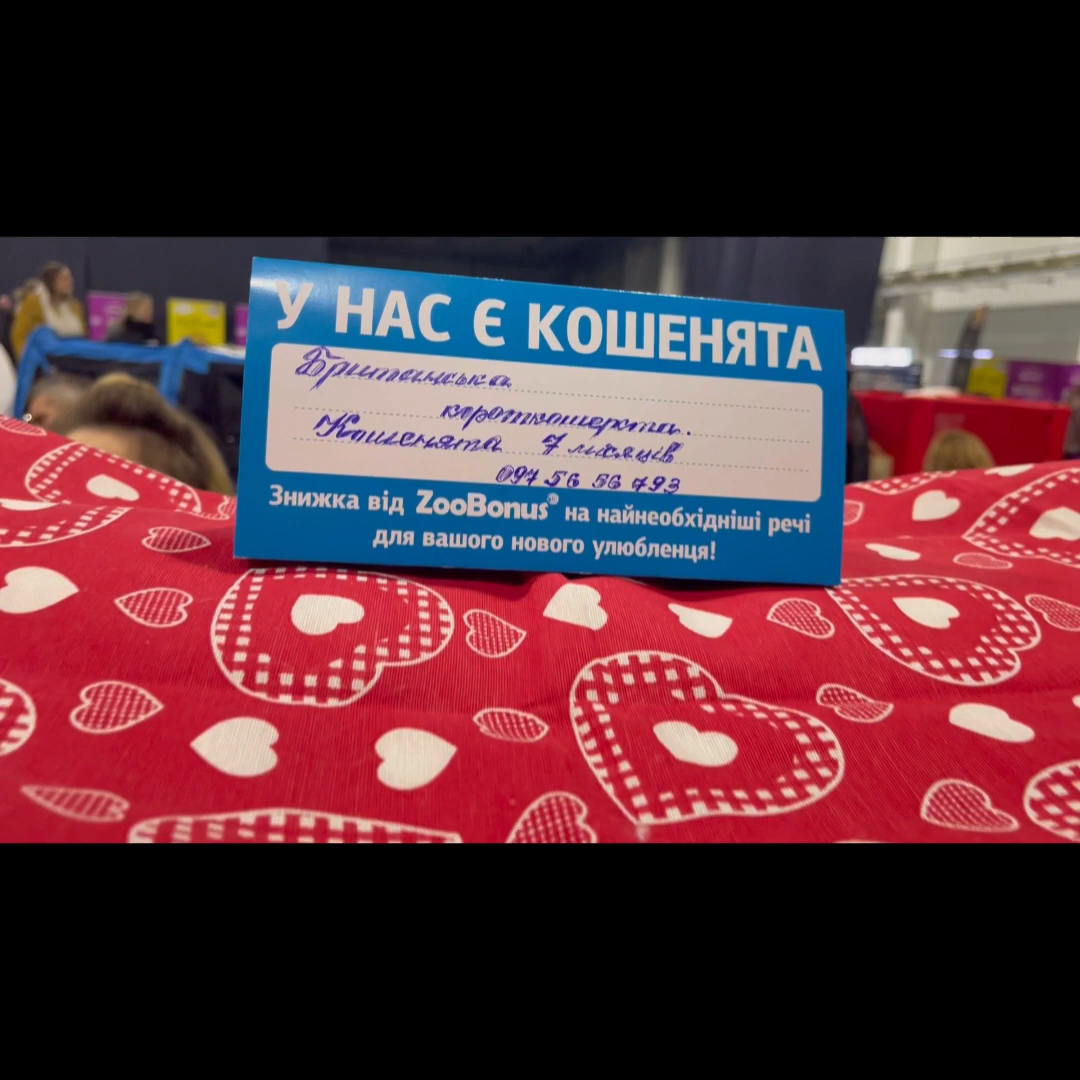 У НАС Є КОШЕНЯТА
Британська
короткошерста.
Кошенята 7 місяців
097 56 56 793
Знижка від ZooBonus® на найнеобхідніші речі
для вашого нового улюбленця!